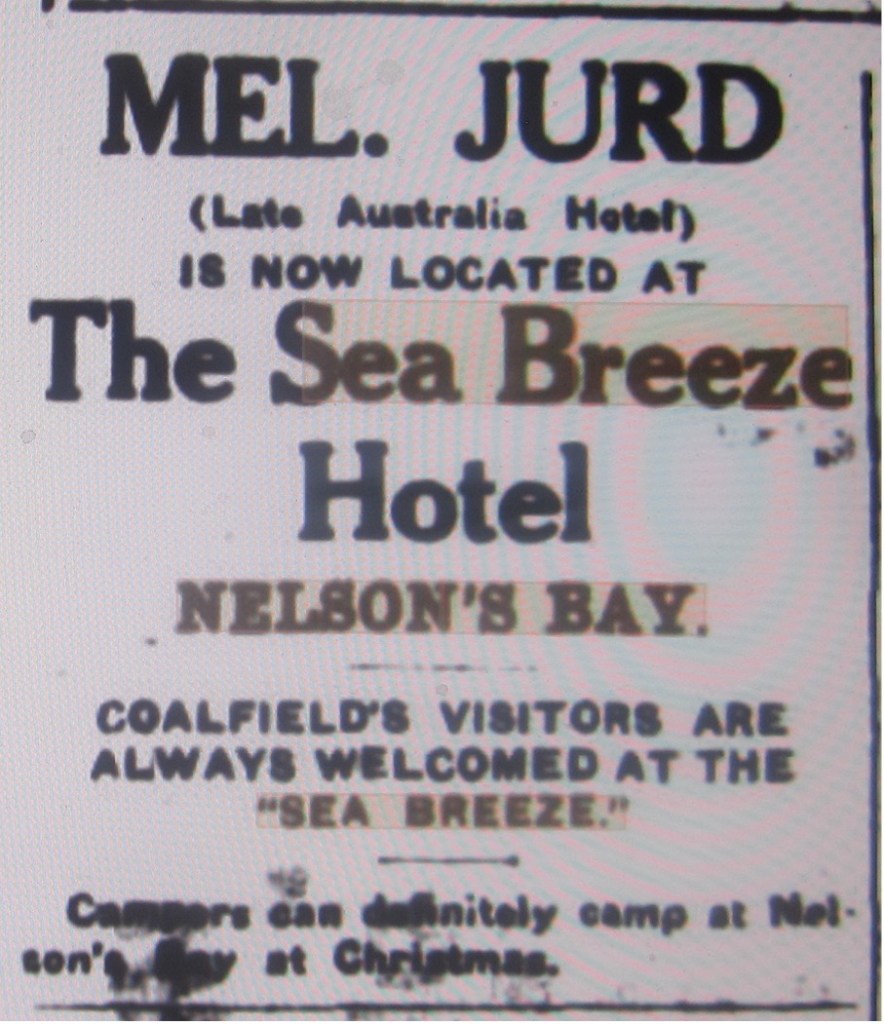 MEL. JURD
(Late Australia Hotel)
IS NOW LOCATED AT
The Sea Breeze
Hotel
NELSON'S BAY.
COALFIELD'S VISITORS ARE
ALWAYS WELCOMED AT THE
"SEA BREEZE."
Campers can definitely camp at Nel-
son's Bay at Christmas.